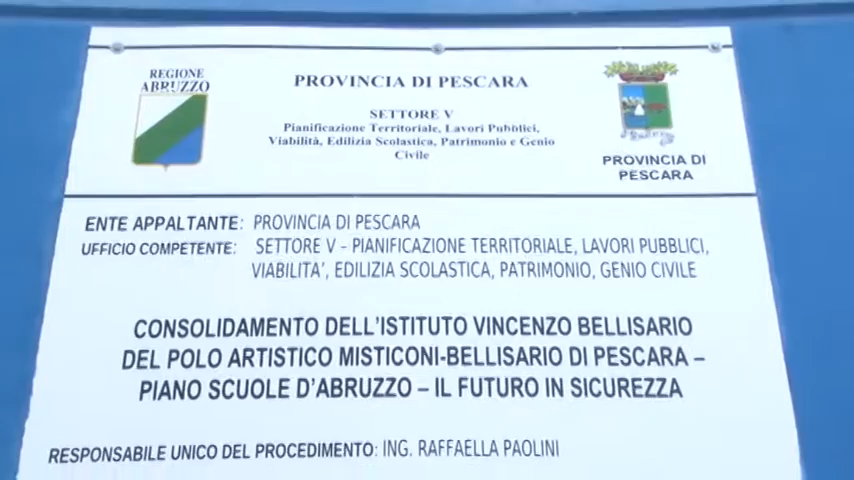 REGIONE
ABRUZZO
PROVINCIA DI PESCARA
SETTORE V
Pianificazione Territoriale, Lavori Pubblici,
Viabilità, Edilizia Scolastica, Patrimonio e Genio
Civile
PROVINCIA DI
PESCARA
ENTE APPALTANTE: PROVINCIA DI PESCARA
UFFICIO COMPETENTE: SETTORE V – PIANIFICAZIONE TERRITORIALE, LAVORI PUBBLICI,
VIABILITA', EDILIZIA SCOLASTICA, PATRIMONIO, GENIO CIVILE
CONSOLIDAMENTO DELL'ISTITUTO VINCENZO BELLISARIO
DEL POLO ARTISTICO MISTICONI-BELLISARIO DI PESCARA –
PIANO SCUOLE D'ABRUZZO – IL FUTURO IN SICUREZZA
RESPONSABILE UNICO DEL PROCEDIMENTO: ING. RAFFAELLA PAOLINI